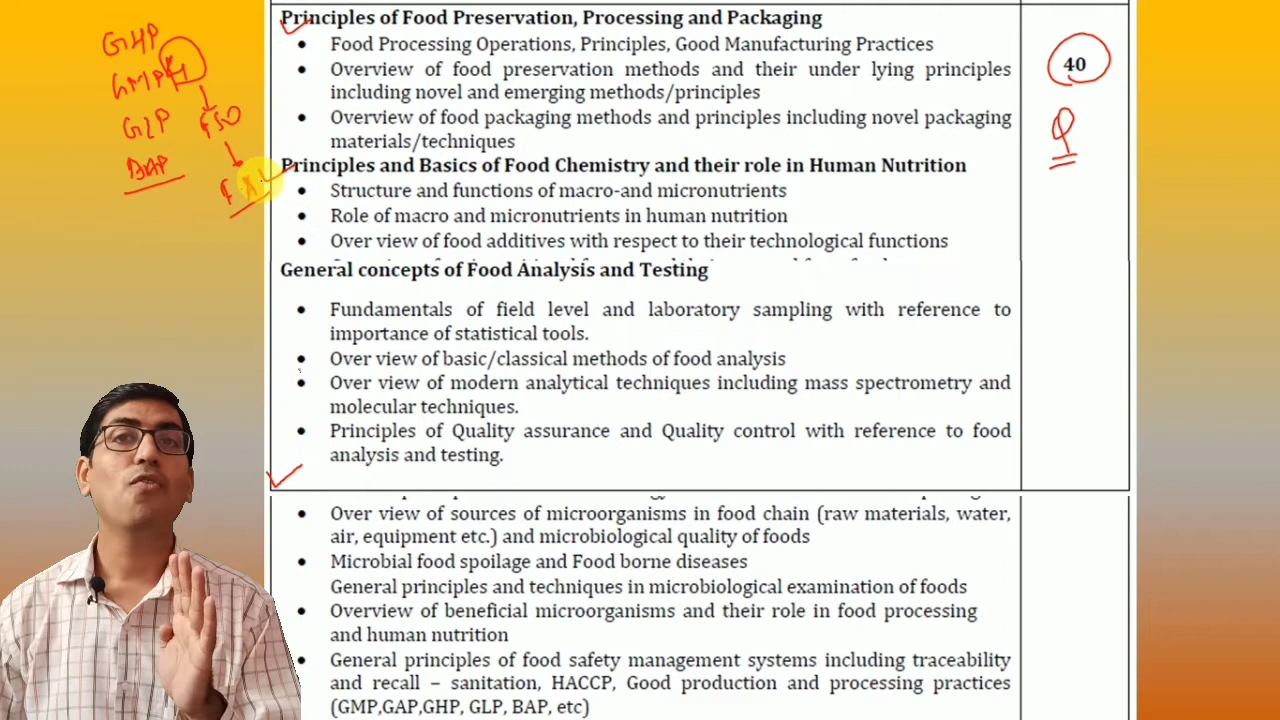 GHP
GMP
GLP
BAP
Principles of Food Preservation, Processing and Packaging
• Food Processing Operations, Principles, Good Manufacturing Practices
• Overview of food preservation methods and their under lying principles
including novel and emerging methods/principles
• Overview of food packaging methods and principles including novel packaging
materials/techniques
40
Principles and Basics of Food Chemistry and their role in Human Nutrition
• Structure and functions of macro-and micronutrients
• Role of macro and micronutrients in human nutrition
• Over view of food additives with respect to their technological functions
General concepts of Food Analysis and Testing
• Fundamentals of field level and laboratory sampling with reference to
importance of statistical tools.
• Over view of basic/classical methods of food analysis
• Over view of modern analytical techniques including mass spectrometry and
molecular techniques.
• Principles of Quality assurance and Quality control with reference to food
analysis and testing.
• Over view of sources of microorganisms in food chain (raw materials, water,
air, equipment etc.) and microbiological quality of foods
• Microbial food spoilage and Food borne diseases
General principles and techniques in microbiological examination of foods
• Overview of beneficial microorganisms and their role in food processing
and human nutrition
• General principles of food safety management systems including traceability
and recall – sanitation, HACCP, Good production and processing practices
(GMP,GAP,GHP, GLP, BAP, etc)